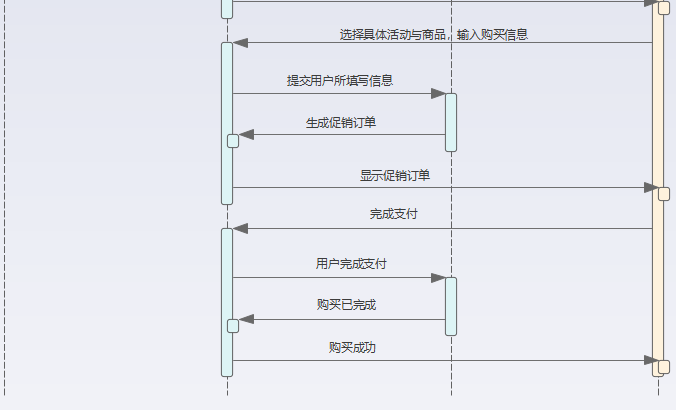 选择具体活动与商品，输入购买信息
提交用户所填写信息
生成促销订单
显示促销订单
完成支付
用户完成支付
购买已完成
购买成功